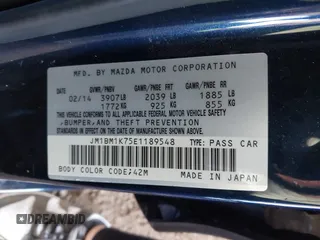 MFD. BY MAZDA MOTOR CORPORATION
GVWR/PNBV GAWR/PNBE FRT GAWR/PNBE RR
02/14 3907LB 2039 LB 1885 LB
1772KG 925 KG 855 KG
THIS VEHICLE CONFORMS TO ALL APPLICABLE
FEDERAL MOTOR VEHICLE SAFETY
,BUMPER, AND THEFT PREVENTION
STANDARDS IN EFFECT ON THE DATE OF MANUFACTURE SHOWN ABOVE.
JM1BM1K75E1189548 TYPE: PASS CAR
BODY COLOR CODE/42M
MADE IN JAPAN
DREAMBID.COM